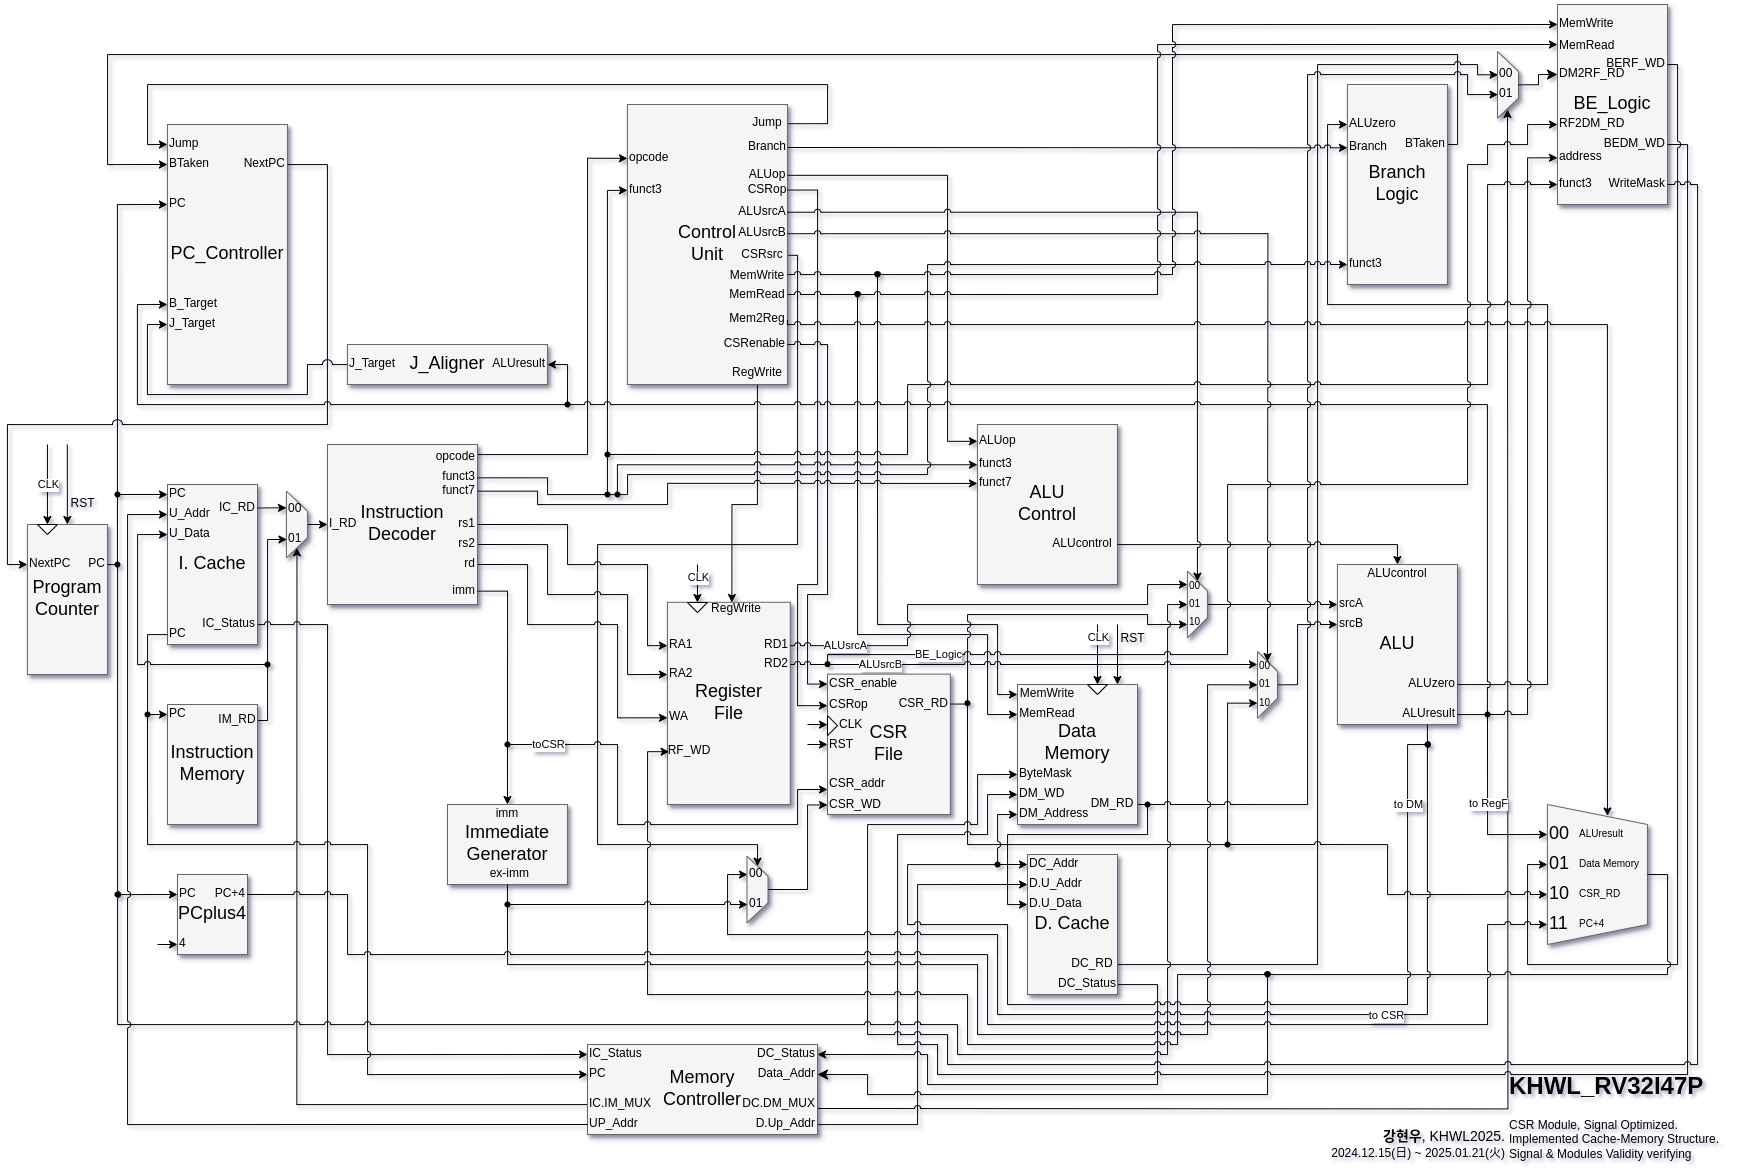 PC_Controller
Jump
BTaken
NextPC
PC
B_Target
J_Target
J_Target
J_Aligner
ALUresult
Control
Unit
opcode
funct3
Jump
Branch
ALUop
CSRop
ALUsrcA
ALUsrcB
CSRsrc
MemWrite
MemRead
Mem2Reg
CSRenable
RegWrite
Branch
Logic
ALUzero
Branch
BTaken
funct3
00
01
BE_Logic
MemWrite
MemRead
BERF_WD
DM2RF_RD
RF2DM_RD
BEDM_WD
address
funct3
WriteMask
CLK
RST
NextPC
PC
Program
Counter
PC
IC_RD
U_Addr
U_Data
I. Cache
IC_Status
PC
00
01
PC
IM_RD
Instruction
Memory
I_RD
Instruction
Decoder
opcode
funct3
funct7
rs1
rs2
rd
imm
ALUop
funct3
funct7
ALU
Control
ALUcontrol
CLK
RegWrite
RA1
RA2
WA
RF_WD
RD1
RD2
Register
File
ALUsrcA
ALUsrcB
BE_Logic
toCSR
CSR_enable
CSRop
CLK
RST
CSR_RD
CSR
File
CSR_addr
CSR_WD
CLK
RST
MemWrite
MemRead
Data
Memory
ByteMask
DM_WD
DM_Address
DM_RD
00
01
10
00
01
10
ALUcontrol
srcA
srcB
ALU
ALUzero
ALUresult
to DM
to RegF
to CSR
00 ALUresult
01 Data Memory
10 CSR_RD
11 PC+4
imm
Immediate
Generator
ex-imm
00
01
PC
PC+4
PCplus4
4
DC_Addr
D.U_Addr
D.U_Data
D. Cache
DC_RD
DC_Status
IC_Status
PC
IC.IM_MUX
UP_Addr
Memory
Controller
DC_Status
Data_Addr
DC.DM_MUX
D.Up_Addr
KHWL_RV32I47P
강현우, KHWL2025.
2024.12.15(日) ~ 2025.01.21(火)
CSR Module, Signal Optimized.
Implemented Cache-Memory Structure.
Signal & Modules Validity verifying